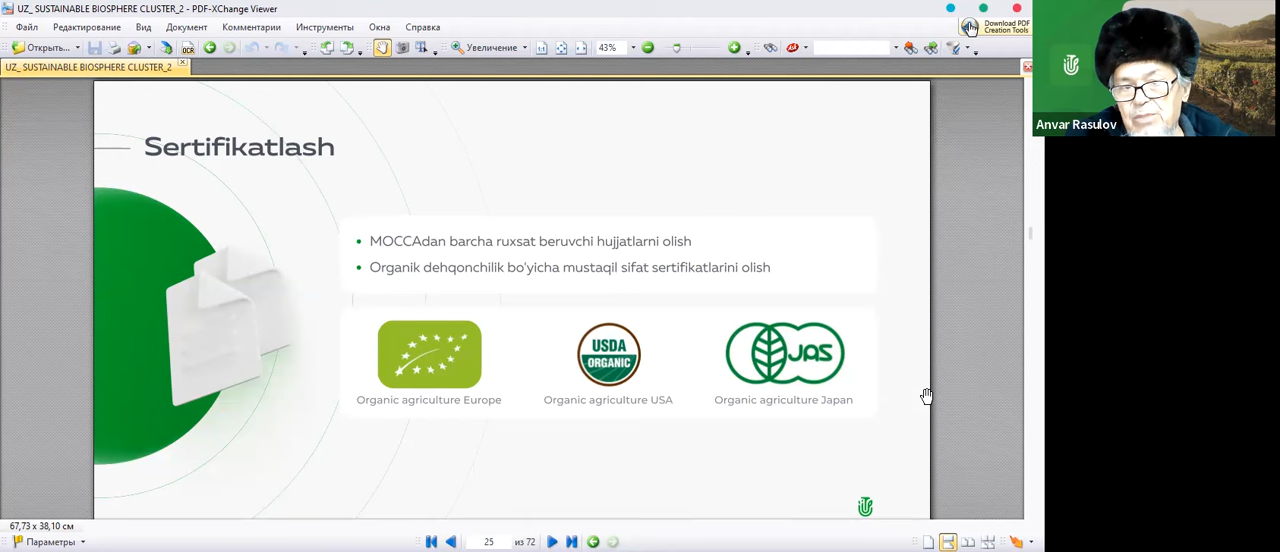 UZ_ SUSTAINABLE BIOSPHERE CLUSTER_2 - PDF-XChange Viewer
Файл Редактирование Вид Документ Комментарии Инструменты Окна Справка
Download PDF
Creation Tools
Открыть... OCR Увеличение 43%
UZ_ SUSTAINABLE BIOSPHERE CLUSTER_2
Anvar Rasulov
Sertifikatlash
• MOCCAdan barcha ruxsat beruvchi hujjatlarni olish
• Organik dehqonchilik bo'yicha mustaqil sifat sertifikatlarini olish
USDA
ORGANIC
JAS
Organic agriculture Europe Organic agriculture USA Organic agriculture Japan
67,73 x 38,10 см
Параметры 25 из 72